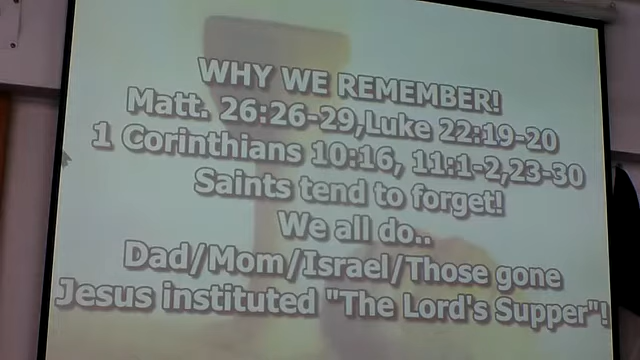 WHY WE REMEMBER!
Matt. 26:26-29,Luke 22:19-20
1 Corinthians 10:16, 11:1-2,23-30
Saints tend to forget!
We all do..
Dad/Mom/Israel/Those gone
Jesus instituted "The Lord's Supper"!